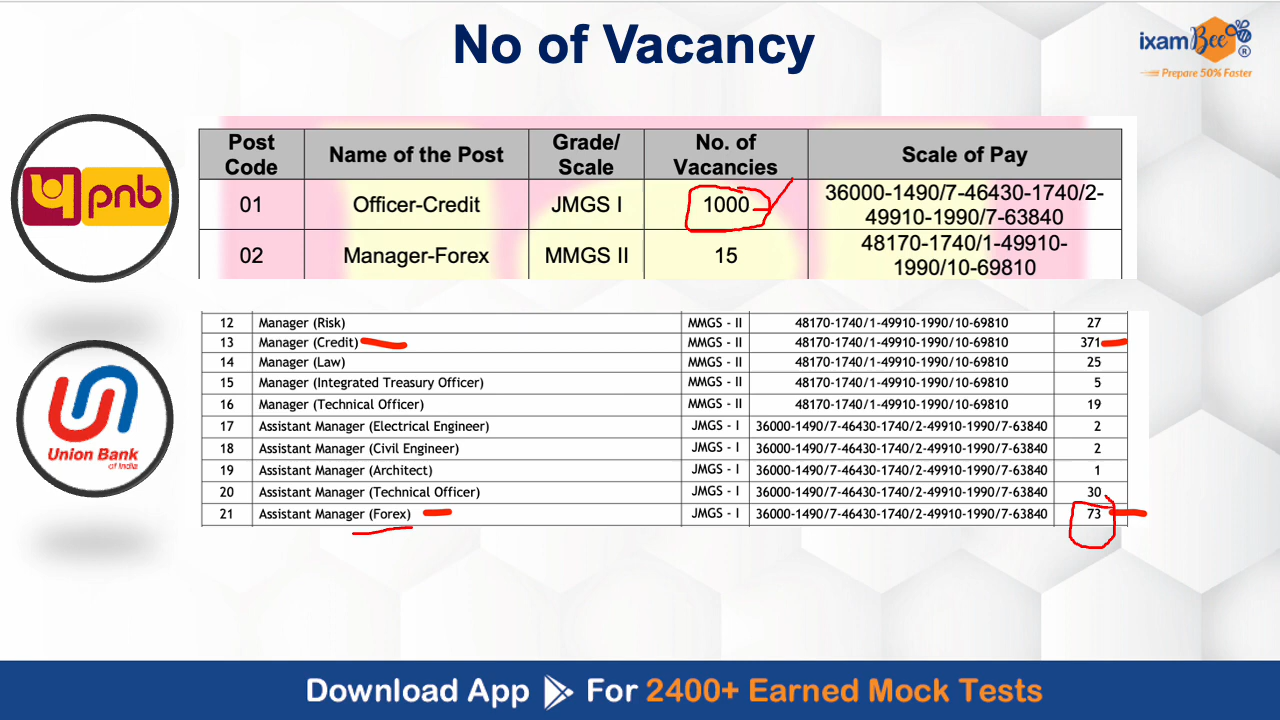 No of Vacancy
ixamBee®
Prepare 50% Faster
Post Code Name of the Post Grade/ Scale No. of Vacancies Scale of Pay
01 Officer-Credit JMGS I 1000 36000-1490/7-46430-1740/2-
49910-1990/7-63840
02 Manager-Forex MMGS II 15 48170-1740/1-49910-
1990/10-69810
प pnb
12 Manager (Risk) MMGS - II 48170-1740/1-49910-1990/10-69810 27
13 Manager (Credit) MMGS - II 48170-1740/1-49910-1990/10-69810 371
14 Manager (Law) MMGS - II 48170-1740/1-49910-1990/10-69810 25
15 Manager (Integrated Treasury Officer) MMGS - II 48170-1740/1-49910-1990/10-69810 5
16 Manager (Technical Officer) MMGS - II 48170-1740/1-49910-1990/10-69810 19
17 Assistant Manager (Electrical Engineer) JMGS - I 36000-1490/7-46430-1740/2-49910-1990/7-63840 2
18 Assistant Manager (Civil Engineer) JMGS - I 36000-1490/7-46430-1740/2-49910-1990/7-63840 2
19 Assistant Manager (Architect) JMGS - I 36000-1490/7-46430-1740/2-49910-1990/7-63840 1
20 Assistant Manager (Technical Officer) JMGS - I 36000-1490/7-46430-1740/2-49910-1990/7-63840 30
21 Assistant Manager (Forex) JMGS - I 36000-1490/7-46430-1740/2-49910-1990/7-63840 73
Union Bank
of India
Download App For 2400+ Earned Mock Tests